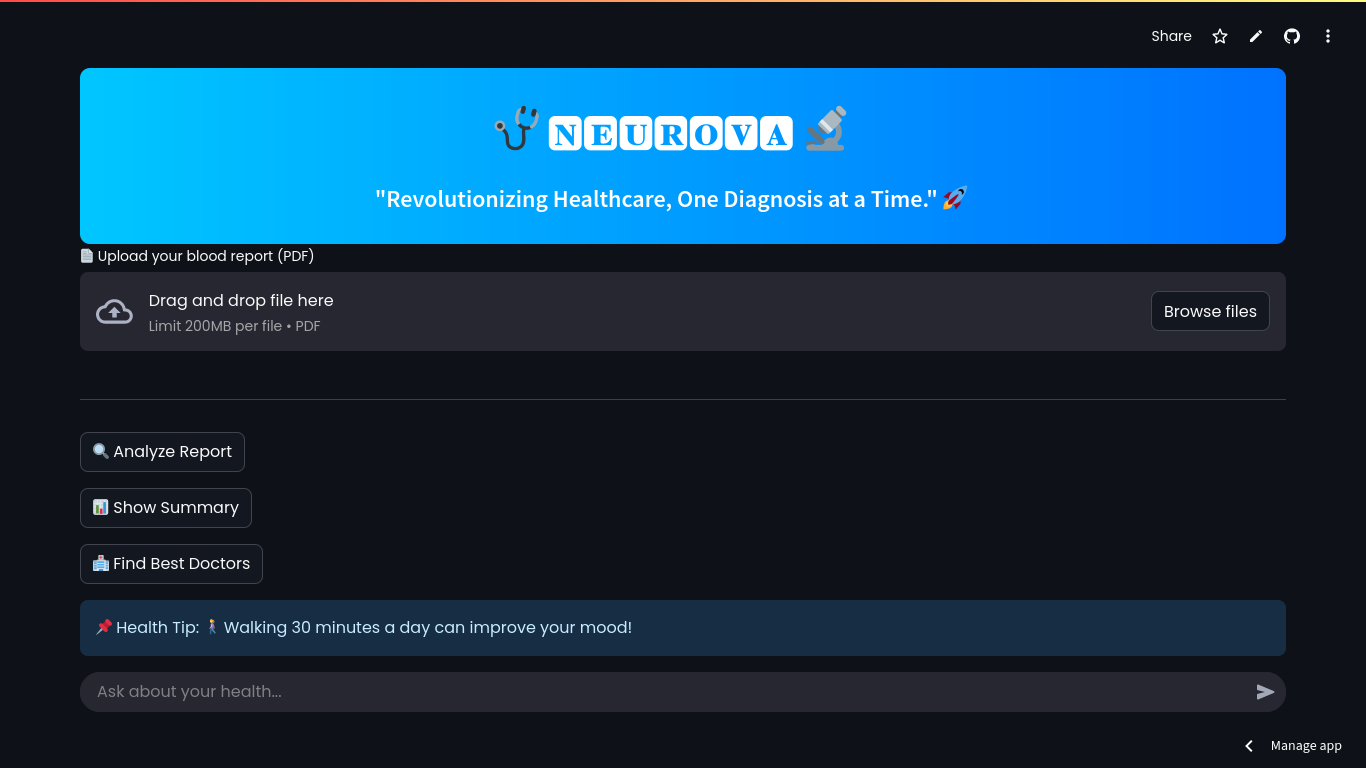 Share
🩺 🅽🅴🆄🆁🅾🆅🅰 🔬
"Revolutionizing Healthcare, One Diagnosis at a Time." 🚀
📄 Upload your blood report (PDF)
Drag and drop file here
Limit 200MB per file • PDF
Browse files
🔍 Analyze Report
📊 Show Summary
🏥 Find Best Doctors
📌 Health Tip: 🚶‍♀️ Walking 30 minutes a day can improve your mood!
Ask about your health...
Manage app